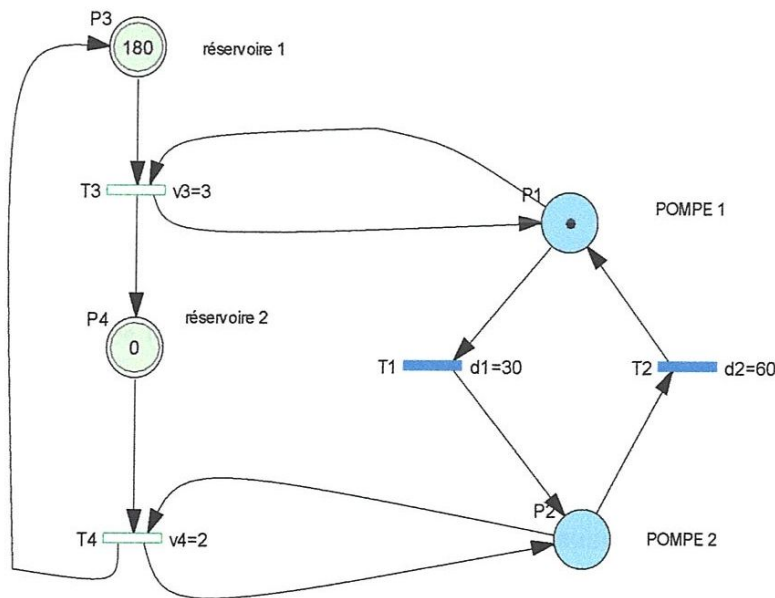 P3
180
réservoire 1
T3
v3=3
P1
POMPE 1
P4
réservoire 2
0
T1
d1=30
T2
d2=60
P2
T4
v4=2
POMPE 2